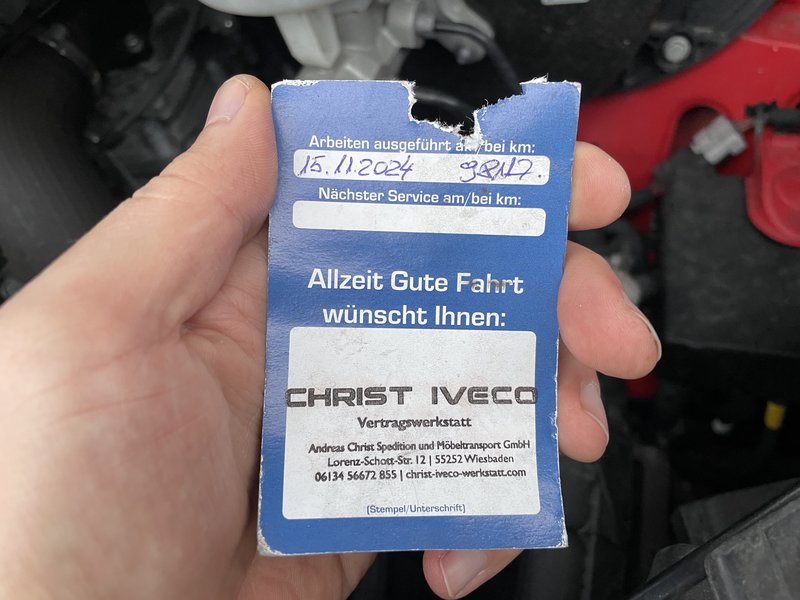 Arbeiten ausgeführt am/bei km:
15.11.2024
Nächster Service am/bei km:
Allzeit Gute Fahrt
wünscht Ihnen:
CHRIST IVECO
Vertragswerkstatt
Andreas Christ Spedition und Möbeltransport GmbH
Lorenz-Schott-Str. 12 | 55252 Wiesbaden
06134 56672 855 | christ-iveco-werkstatt.com
(Stempel/Unterschrift)